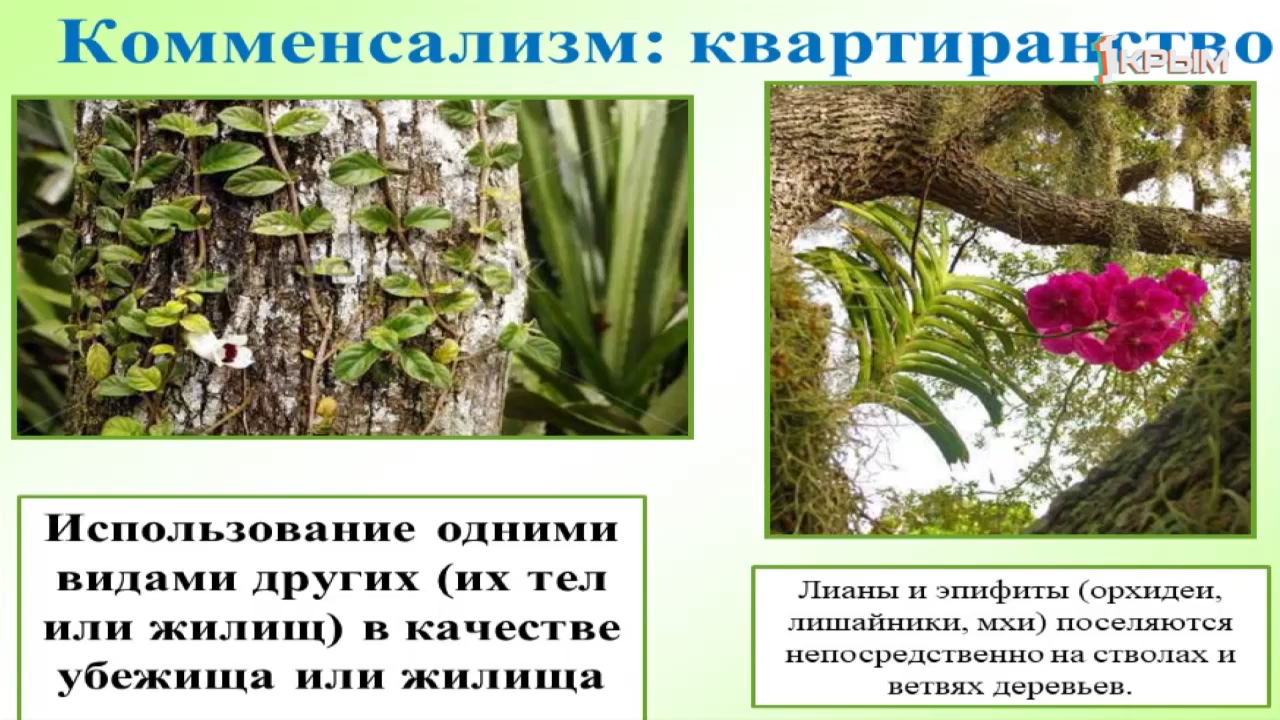 Комменсализм: квартиранство
1 КРЫМ
Использование одними
видами других (их тел
или жилищ) в качестве
убежища или жилища
Лианы и эпифиты (орхидеи,
лишайники, мхи) поселяются
непосредственно на стволах и
ветвях деревьев.